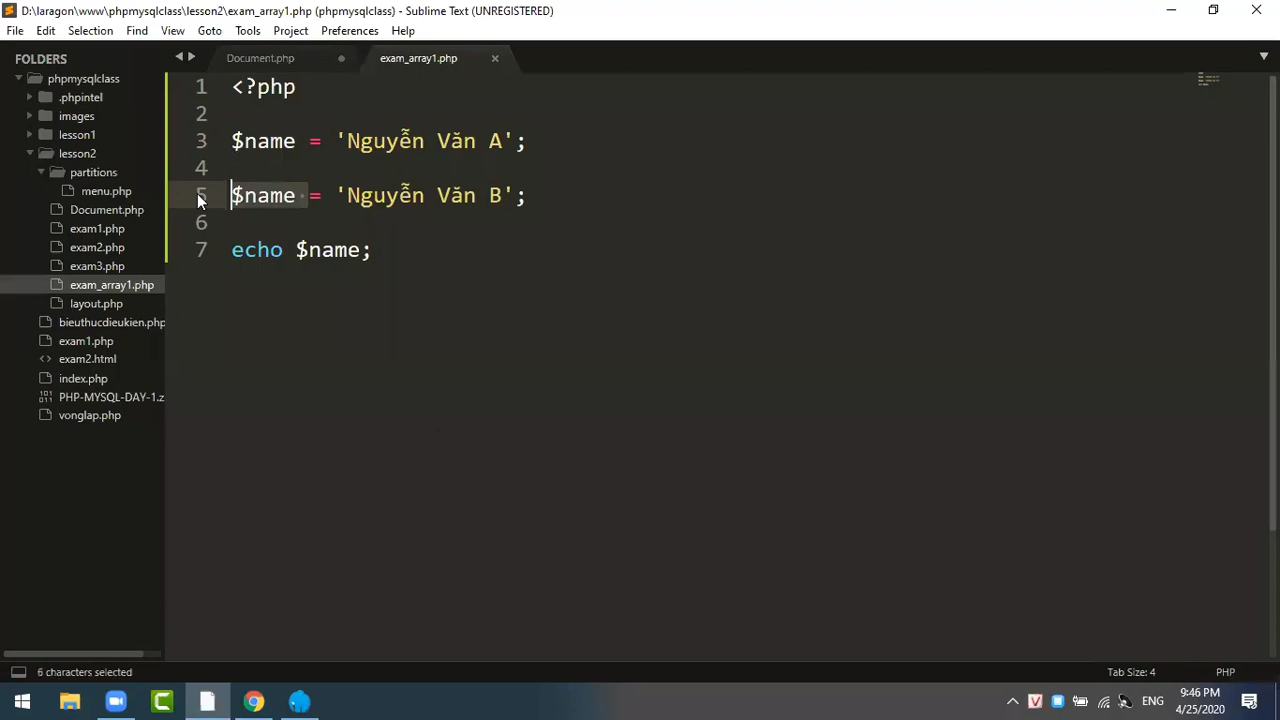 D:\laragon\www\phpmysqlclass\lesson2\exam_array1.php (phpmysqlclass) - Sublime Text (UNREGISTERED)
File Edit Selection Find View Goto Tools Project Preferences Help
FOLDERS
phpmysqlclass
.phpintel
images
lesson1
lesson2
partitions
menu.php
Document.php
exam1.php
exam2.php
exam3.php
exam_array1.php
layout.php
bieuthucdieukien.php
exam1.php
exam2.html
index.php
PHP-MYSQL-DAY-1.z
vonglap.php
Document.php exam_array1.php
1 <?php
2
3 $name = 'Nguyễn Văn A';
4
5 $name = 'Nguyễn Văn B';
6
7 echo $name;
6 characters selected Tab Size: 4 PHP
ENG
9:46 PM
4/25/2020